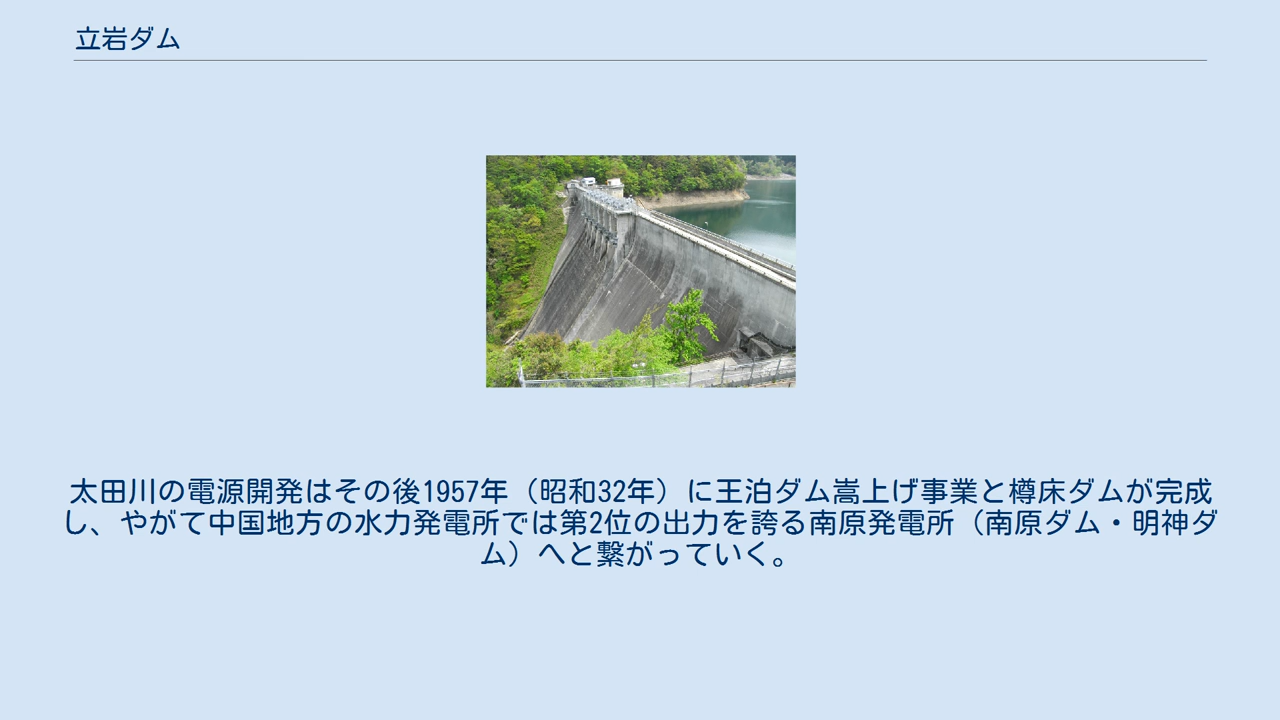 立岩ダム
太田川の電源開発はその後1957年（昭和32年）に王泊ダム嵩上げ事業と樽床ダムが完成
し、やがて中国地方の水力発電所では第2位の出力を誇る南原発電所（南原ダム・明神ダ
ム）へと繋がっていく。